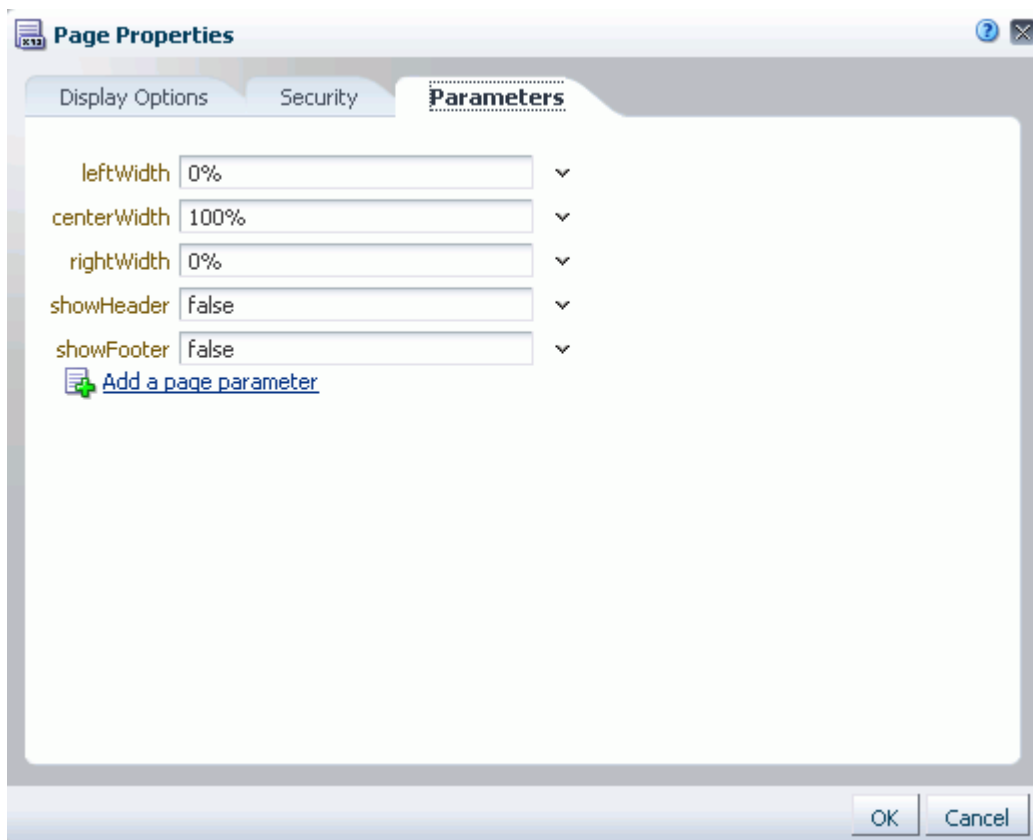 Page Properties
Display Options Security Parameters
leftWidth 0%
centerWidth 100%
rightWidth 0%
showHeader false
showFooter false
Add a page parameter
OK Cancel